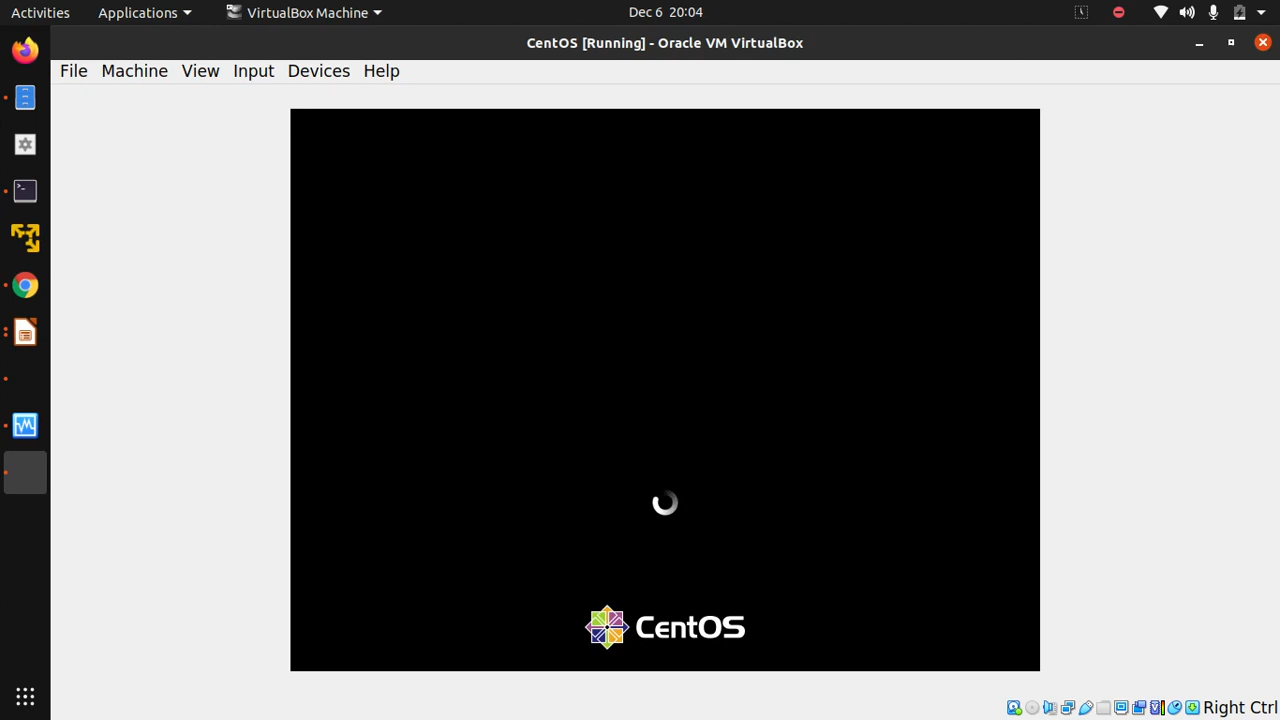 Activities Applications VirtualBox Machine Dec 6 20:04
CentOS [Running] - Oracle VM VirtualBox
File Machine View Input Devices Help
CentOS
Right Ctrl